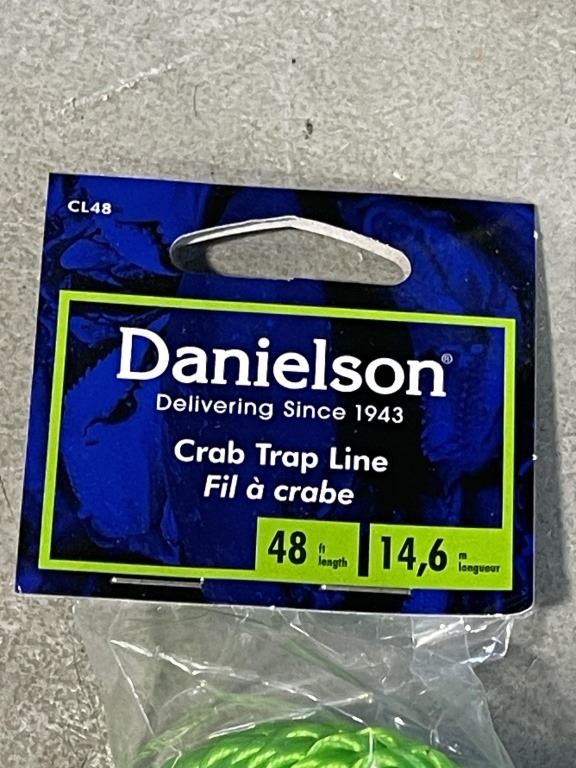 CL48
Danielson®
Delivering Since 1943
Crab Trap Line
Fil à crabe
48 ft length 14,6 m longueur